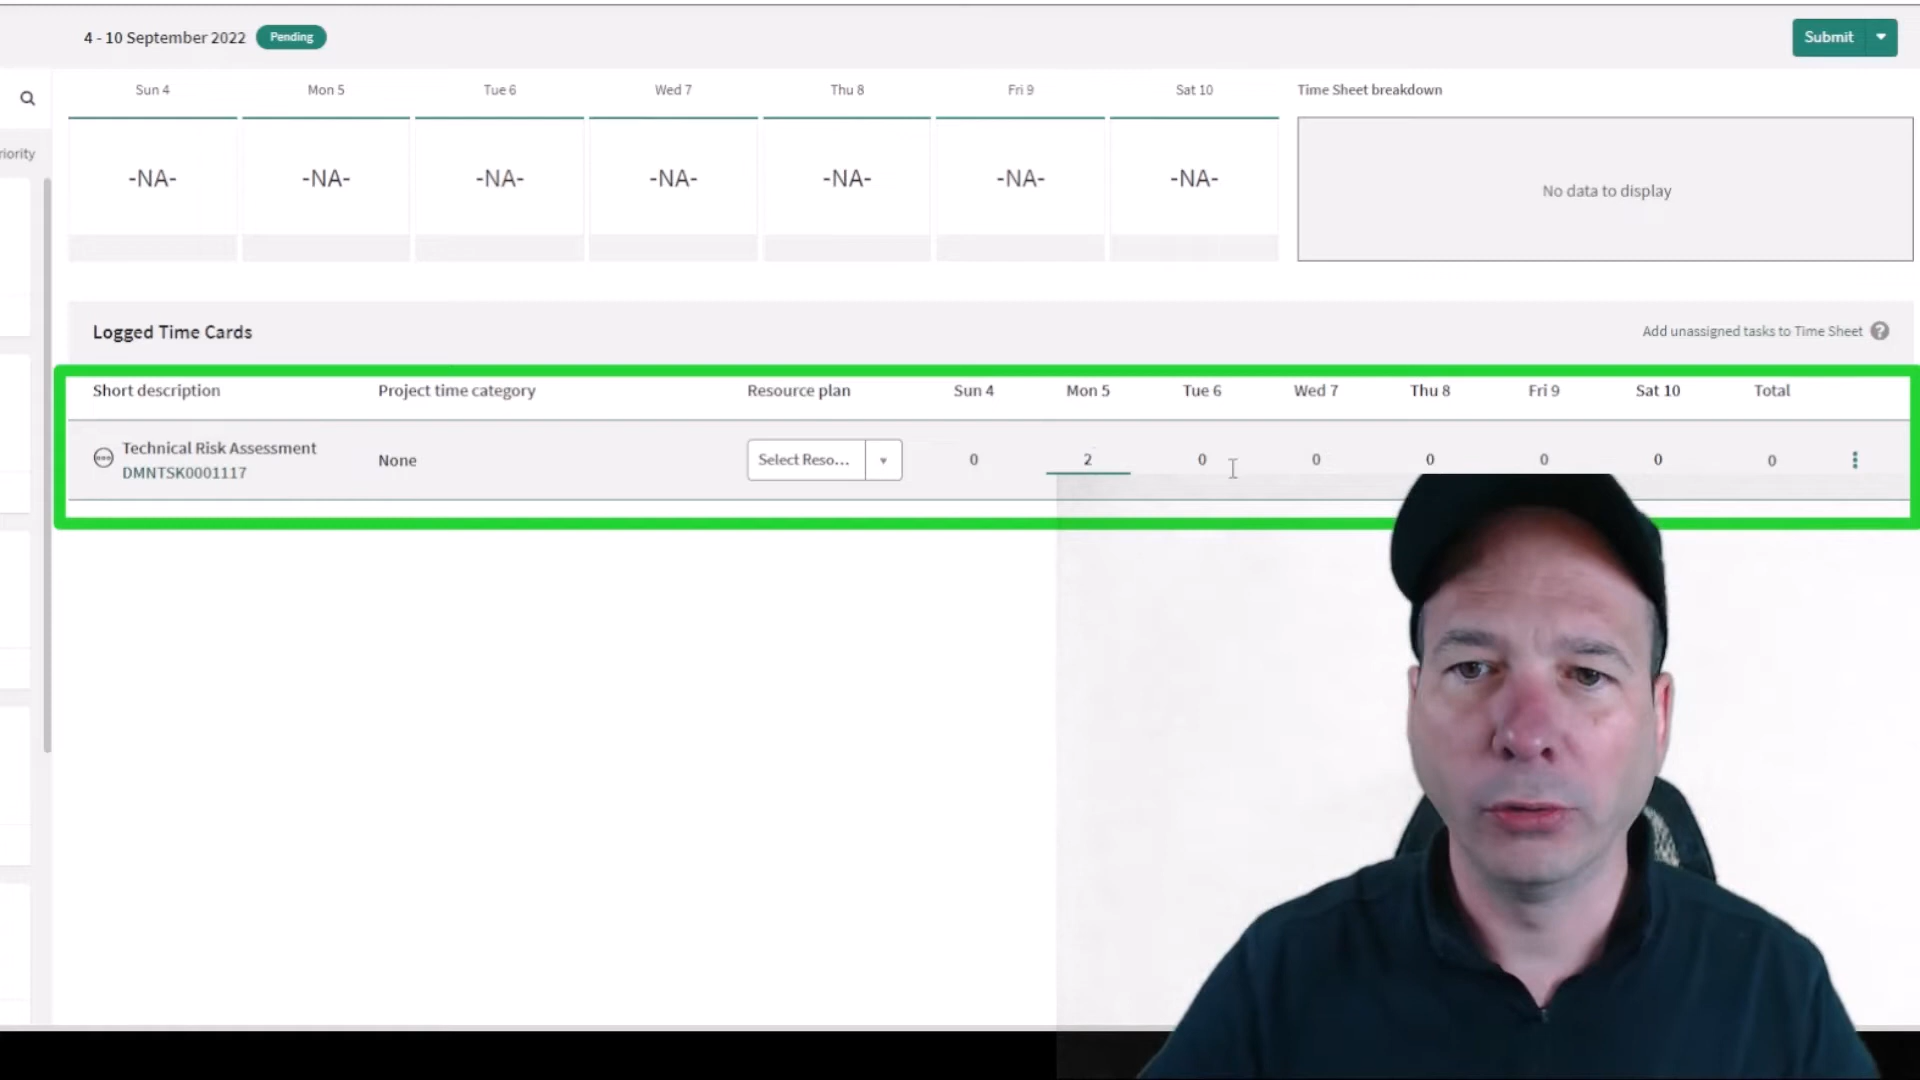 4 - 10 September 2022 Pending Submit
Sun 4 Mon 5 Tue 6 Wed 7 Thu 8 Fri 9 Sat 10 Time Sheet breakdown
riority
-NA- -NA- -NA- -NA- -NA- -NA- -NA- No data to display
Logged Time Cards Add unassigned tasks to Time Sheet ?
Short description Project time category Resource plan Sun 4 Mon 5 Tue 6 Wed 7 Thu 8 Fri 9 Sat 10 Total
Technical Risk Assessment
DMNTSK0001117 None Select Reso... 0 2 0 0 0 0 0 0